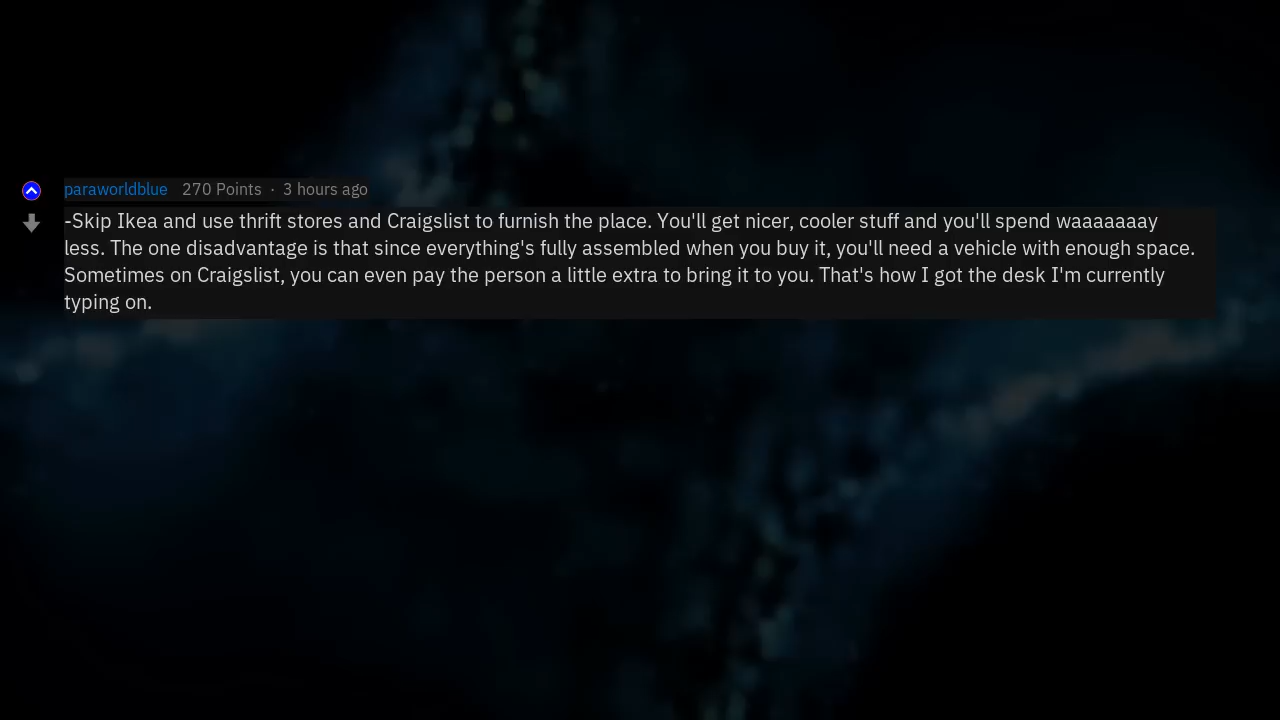 paraworldblue 270 Points · 3 hours ago
-Skip Ikea and use thrift stores and Craigslist to furnish the place. You'll get nicer, cooler stuff and you'll spend waaaaaaay
less. The one disadvantage is that since everything's fully assembled when you buy it, you'll need a vehicle with enough space.
Sometimes on Craigslist, you can even pay the person a little extra to bring it to you. That's how I got the desk I'm currently
typing on.